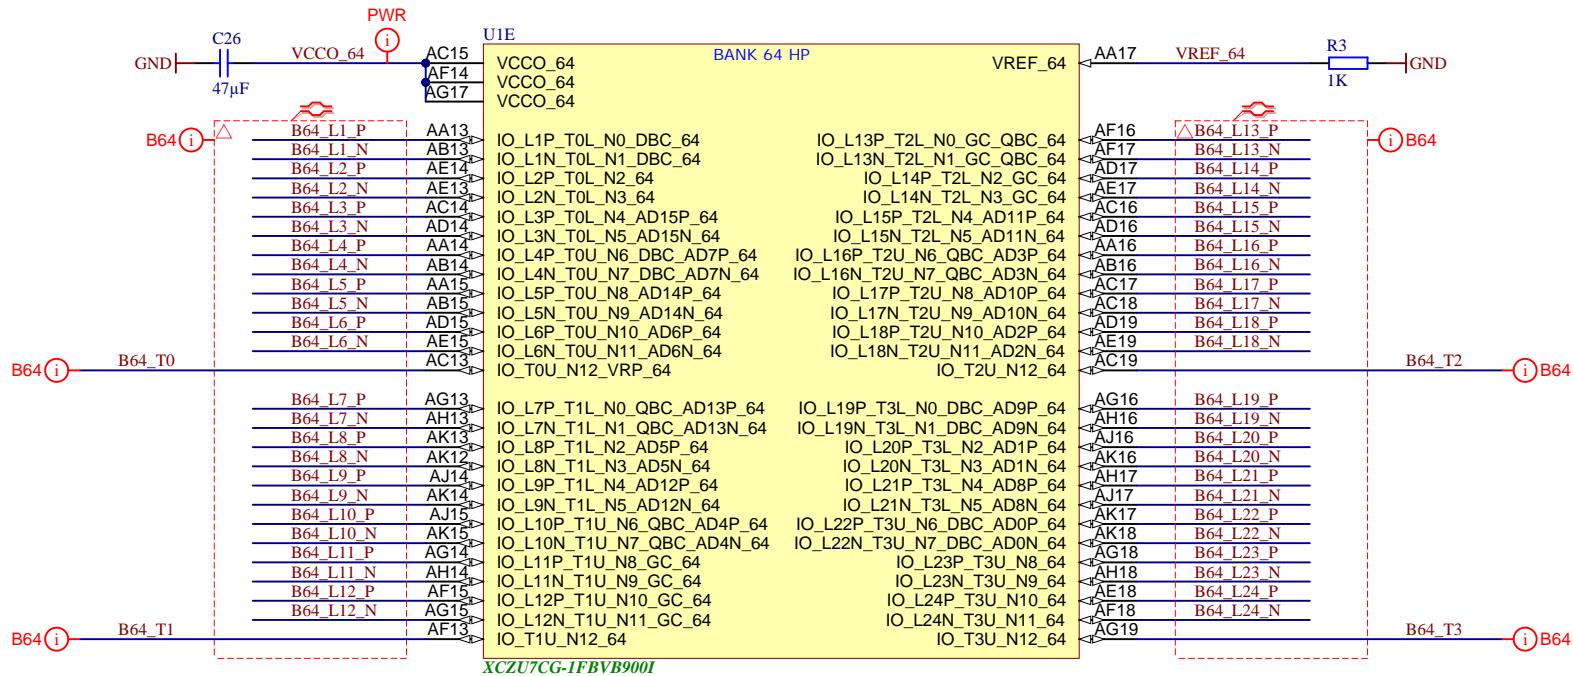 PWR
C26 VCCO_64 AC15 U1E BANK 64 HP AA17 VREF_64 R3
GND VCCO_64 VREF_64 GND
47µF AF14 VCCO_64 1K
AG17 VCCO_64
B64 i B64_L1_P AA13 IO_L1P_T0L_N0_DBC_64 IO_L13P_T2L_N0_GC_QBC_64 AF16 B64_L13_P i B64
B64_L1_N AB13 IO_L1N_T0L_N1_DBC_64 IO_L13N_T2L_N1_GC_QBC_64 AF17 B64_L13_N
B64_L2_P AE14 IO_L2P_T0L_N2_64 IO_L14P_T2L_N2_GC_64 AD17 B64_L14_P
B64_L2_N AE13 IO_L2N_T0L_N3_64 IO_L14N_T2L_N3_GC_64 AE17 B64_L14_N
B64_L3_P AC14 IO_L3P_T0L_N4_AD15P_64 IO_L15P_T2L_N4_AD11P_64 AC16 B64_L15_P
B64_L3_N AD14 IO_L3N_T0L_N5_AD15N_64 IO_L15N_T2L_N5_AD11N_64 AD16 B64_L15_N
B64_L4_P AA14 IO_L4P_T0U_N6_DBC_AD7P_64 IO_L16P_T2U_N6_QBC_AD3P_64 AA16 B64_L16_P
B64_L4_N AB14 IO_L4N_T0U_N7_DBC_AD7N_64 IO_L16N_T2U_N7_QBC_AD3N_64 AB16 B64_L16_N
B64_L5_P AA15 IO_L5P_T0U_N8_AD14P_64 IO_L17P_T2U_N8_AD10P_64 AC17 B64_L17_P
B64_L5_N AB15 IO_L5N_T0U_N9_AD14N_64 IO_L17N_T2U_N9_AD10N_64 AC18 B64_L17_N
B64_L6_P AD15 IO_L6P_T0U_N10_AD6P_64 IO_L18P_T2U_N10_AD2P_64 AD19 B64_L18_P
B64_L6_N AE15 IO_L6N_T0U_N11_AD6N_64 IO_L18N_T2U_N11_AD2N_64 AE19 B64_L18_N
B64 i B64_T0 AC13 IO_T0U_N12_VRP_64 IO_T2U_N12_64 AC19 B64_T2 i B64
B64_L7_P AG13 IO_L7P_T1L_N0_QBC_AD13P_64 IO_L19P_T3L_N0_DBC_AD9P_64 AG16 B64_L19_P
B64_L7_N AH13 IO_L7N_T1L_N1_QBC_AD13N_64 IO_L19N_T3L_N1_DBC_AD9N_64 AH16 B64_L19_N
B64_L8_P AK13 IO_L8P_T1L_N2_AD5P_64 IO_L20P_T3L_N2_AD1P_64 AJ16 B64_L20_P
B64_L8_N AK12 IO_L8N_T1L_N3_AD5N_64 IO_L20N_T3L_N3_AD1N_64 AK16 B64_L20_N
B64_L9_P AJ14 IO_L9P_T1L_N4_AD12P_64 IO_L21P_T3L_N4_AD8P_64 AH17 B64_L21_P
B64_L9_N AK14 IO_L9N_T1L_N5_AD12N_64 IO_L21N_T3L_N5_AD8N_64 AJ17 B64_L21_N
B64_L10_P AJ15 IO_L10P_T1U_N6_QBC_AD4P_64 IO_L22P_T3U_N6_DBC_AD0P_64 AK17 B64_L22_P
B64_L10_N AK15 IO_L10N_T1U_N7_QBC_AD4N_64 IO_L22N_T3U_N7_DBC_AD0N_64 AK18 B64_L22_N
B64_L11_P AG14 IO_L11P_T1U_N8_GC_64 IO_L23P_T3U_N8_64 AG18 B64_L23_P
B64_L11_N AH14 IO_L11N_T1U_N9_GC_64 IO_L23N_T3U_N9_64 AH18 B64_L23_N
B64_L12_P AF15 IO_L12P_T1U_N10_GC_64 IO_L24P_T3U_N10_64 AE18 B64_L24_P
B64_L12_N AG15 IO_L12N_T1U_N11_GC_64 IO_L24N_T3U_N11_64 AF18 B64_L24_N
B64 i B64_T1 AF13 IO_T1U_N12_64 IO_T3U_N12_64 AG19 B64_T3 i B64
XCZU7CG-1FBVB900I